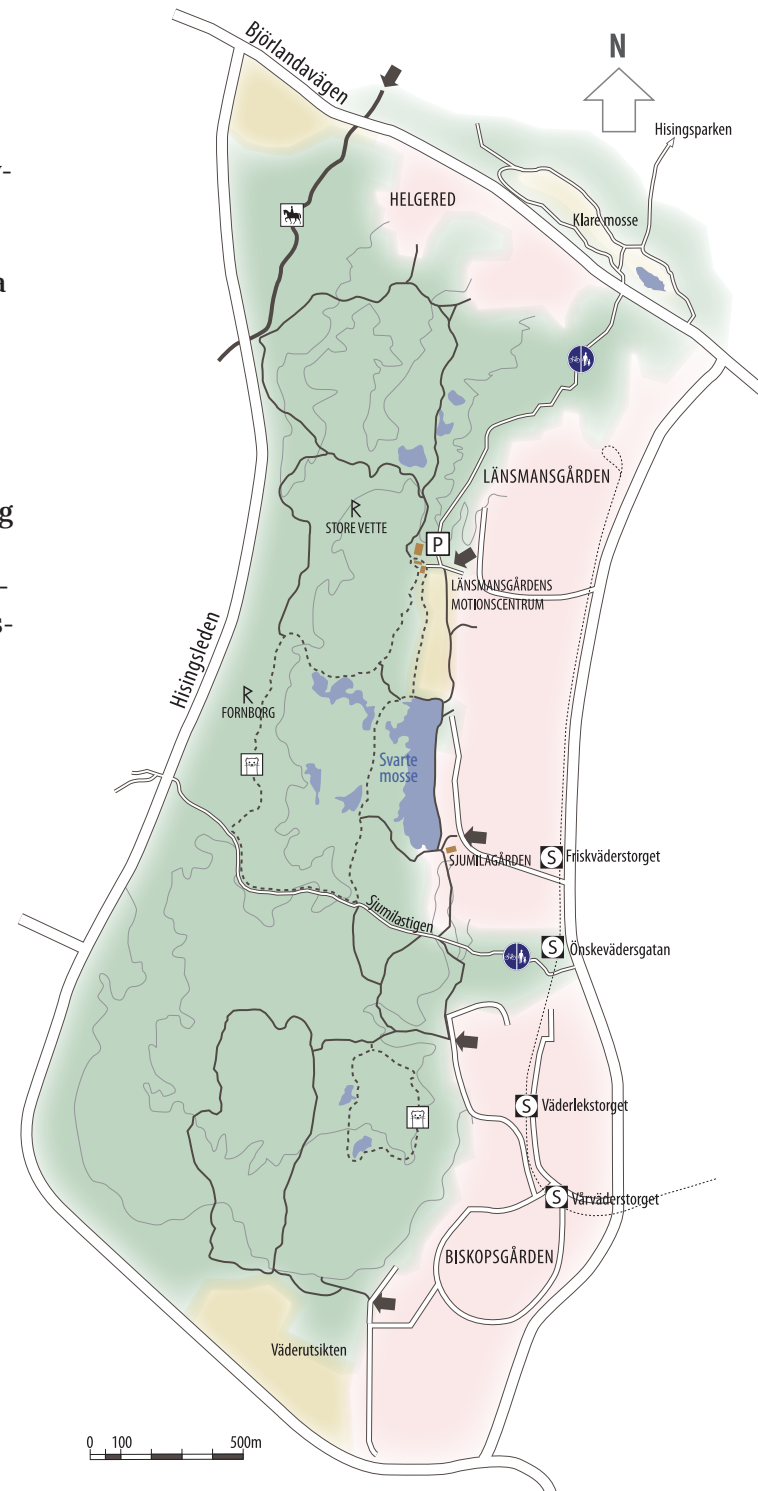 Björlandavägen
N
Hisingsparken
-
HELGERED
Klare mosse
a
LÄNSMANSGÅRDEN
STORE VETTE
g
P
LÄNSMANSGÅRDENS
MOTIONSCENTRUM
-
s-
Hisingsleden
FORNBORG
Svarte
mosse
SJUMILAGÅRDEN
S Friskväderstorget
Sjumilastigen
S Önskevädersgatan
S Väderlekstorget
S Vårväderstorget
BISKOPSGÅRDEN
Väderutsikten
0 100 500m